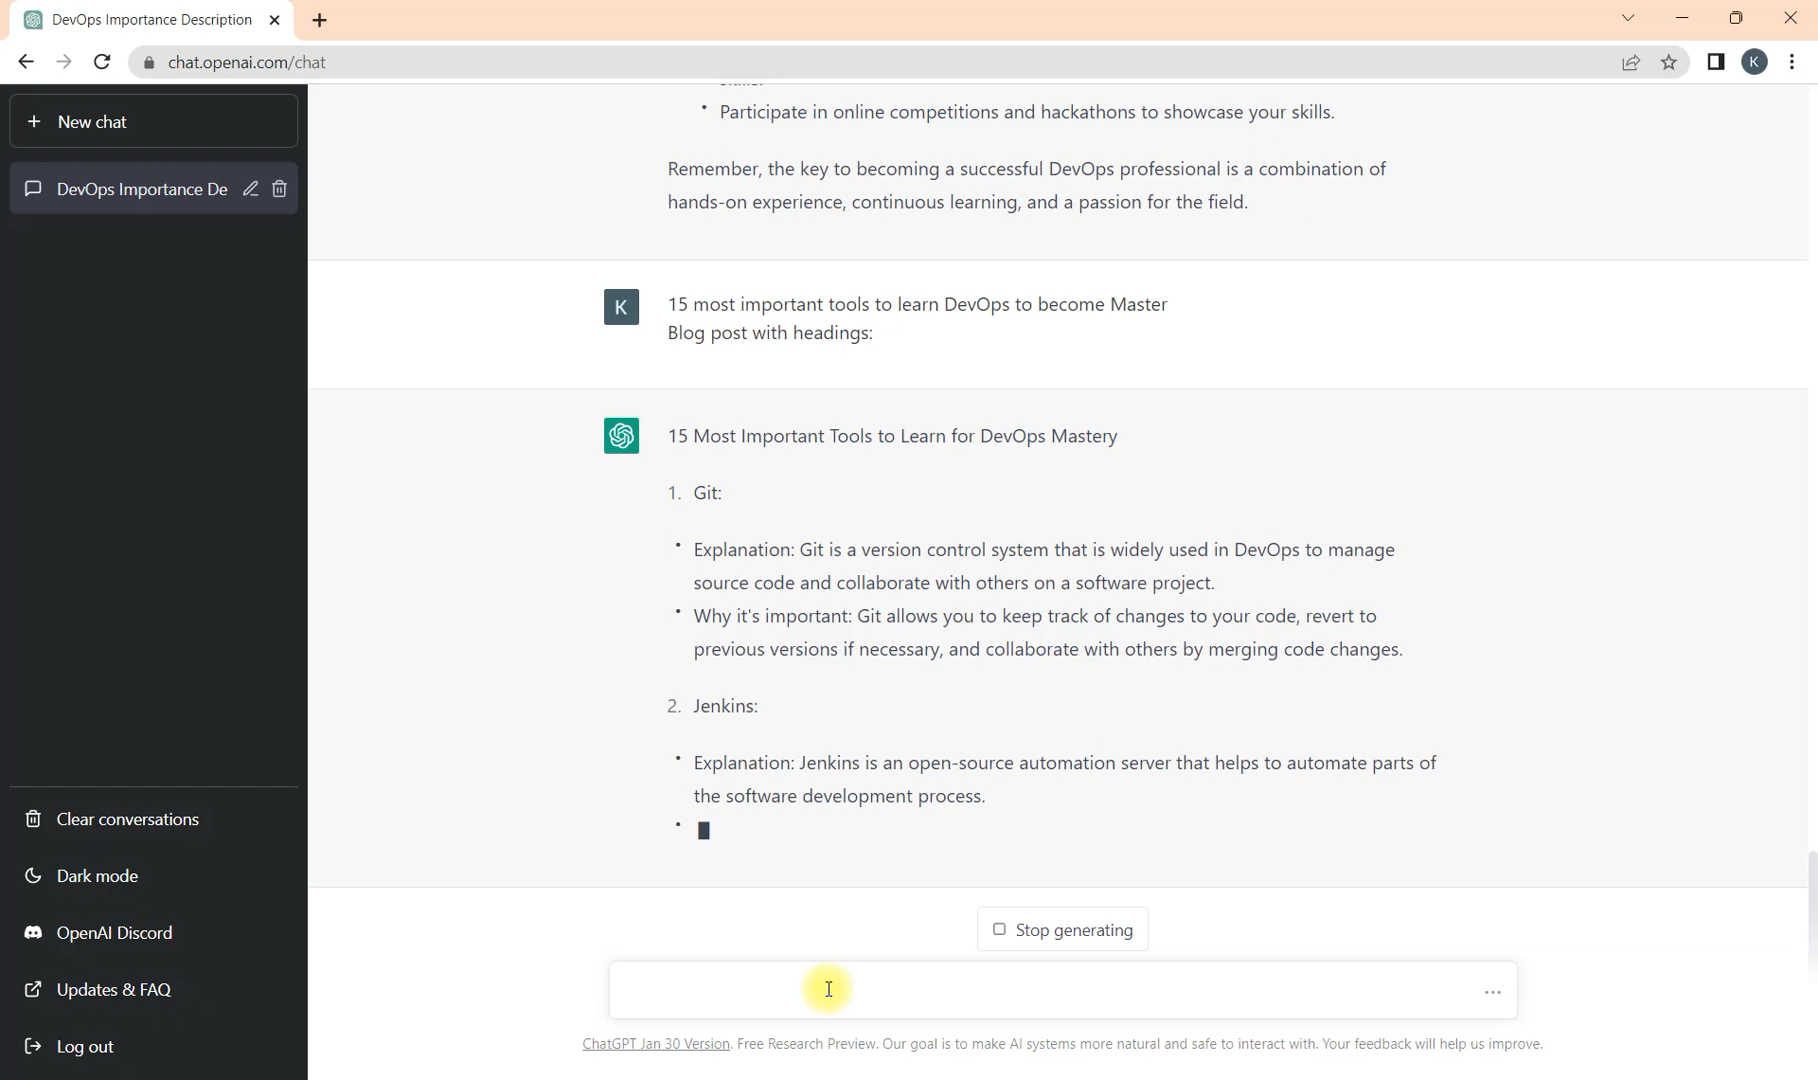 DevOps Importance Description
chat.openai.com/chat
K
New chat
DevOps Importance De
Clear conversations
Dark mode
OpenAI Discord
Updates & FAQ
Log out
• Participate in online competitions and hackathons to showcase your skills.
Remember, the key to becoming a successful DevOps professional is a combination of
hands-on experience, continuous learning, and a passion for the field.
K
15 most important tools to learn DevOps to become Master
Blog post with headings:
15 Most Important Tools to Learn for DevOps Mastery
1. Git:
• Explanation: Git is a version control system that is widely used in DevOps to manage
source code and collaborate with others on a software project.
• Why it's important: Git allows you to keep track of changes to your code, revert to
previous versions if necessary, and collaborate with others by merging code changes.
2. Jenkins:
• Explanation: Jenkins is an open-source automation server that helps to automate parts of
the software development process.
•
Stop generating
ChatGPT Jan 30 Version. Free Research Preview. Our goal is to make AI systems more natural and safe to interact with. Your feedback will help us improve.